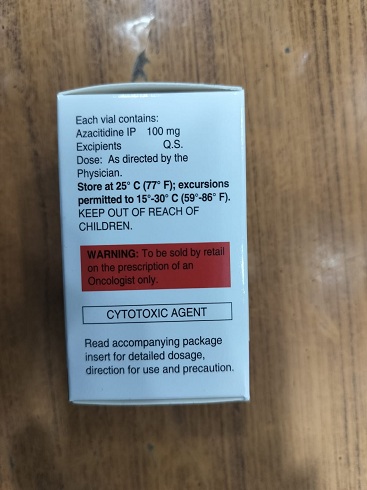 Each vial contains:
Azacitidine IP 100 mg
Excipients Q.S.
Dose: As directed by the
Physician.
Store at 25° C (77° F); excursions
permitted to 15°-30° C (59°-86° F).
KEEP OUT OF REACH OF
CHILDREN.
WARNING: To be sold by retail
on the prescription of an
Oncologist only.
CYTOTOXIC AGENT
Read accompanying package
insert for detailed dosage,
direction for use and precaution.